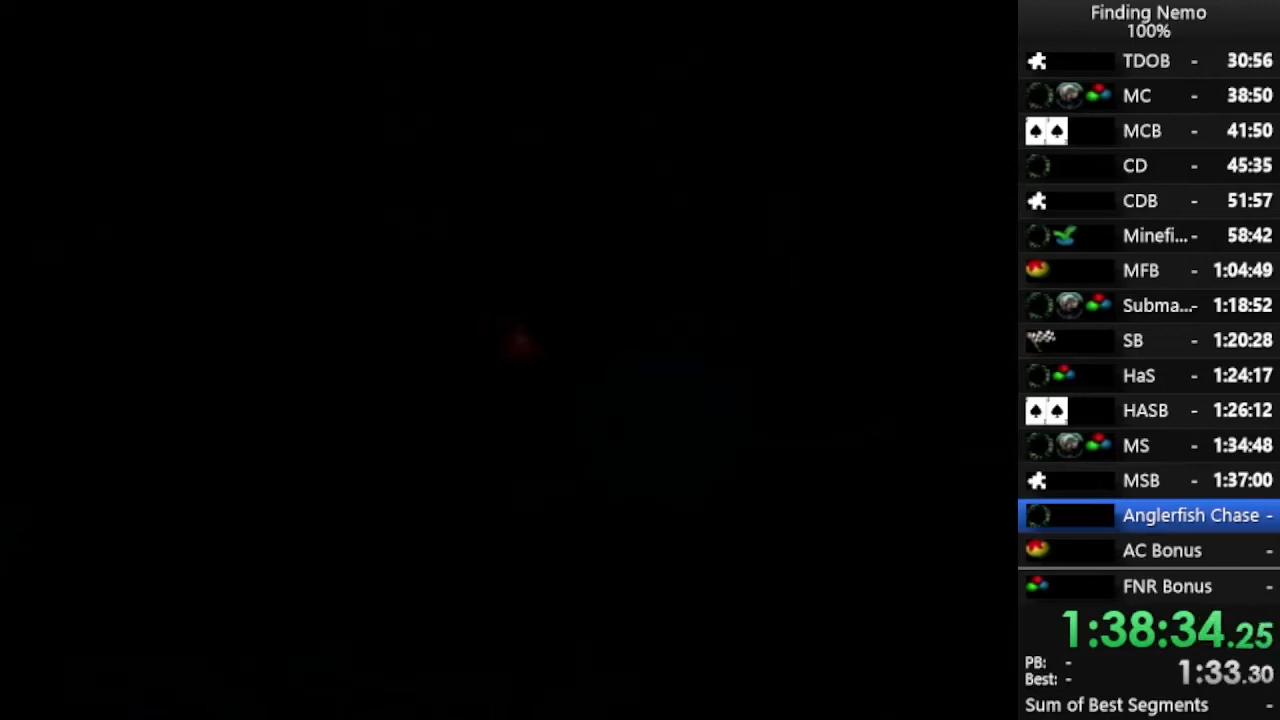 Finding Nemo
100%
TDOB - 30:56
MC - 38:50
MCB - 41:50
CD - 45:35
CDB - 51:57
Minefi... - 58:42
MFB - 1:04:49
Subma... - 1:18:52
SB - 1:20:28
HaS - 1:24:17
HASB - 1:26:12
MS - 1:34:48
MSB - 1:37:00
Anglerfish Chase -
AC Bonus -
FNR Bonus -
1:38:34.25
PB: -
Best: - 1:33.30
Sum of Best Segments -